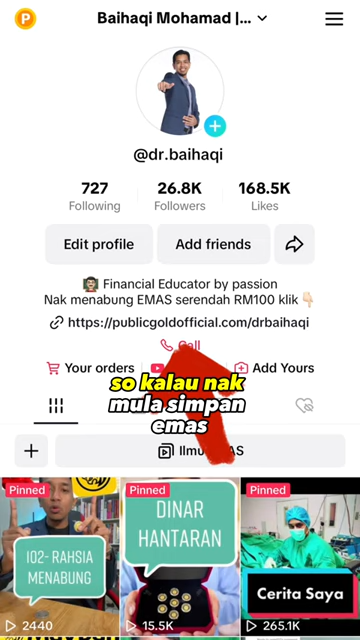 P
Baihaqi Mohamad |...
@dr.baihaqi
727
26.8K
168.5K
Following
Followers
Likes
Edit profile
Add friends
Financial Educator by passion
Nak menabung EMAS serendah RM100 klik
https://publicgoldofficial.com/drbaihaqi
Call
Your orders
Add Yours
so kalau nak
mula simpan
emas
Pinned
102- RAHSIA
MENABUNG
2440
Pinned
DINAR
HANTARAN
15.5K
Pinned
Cerita Saya
265.1K